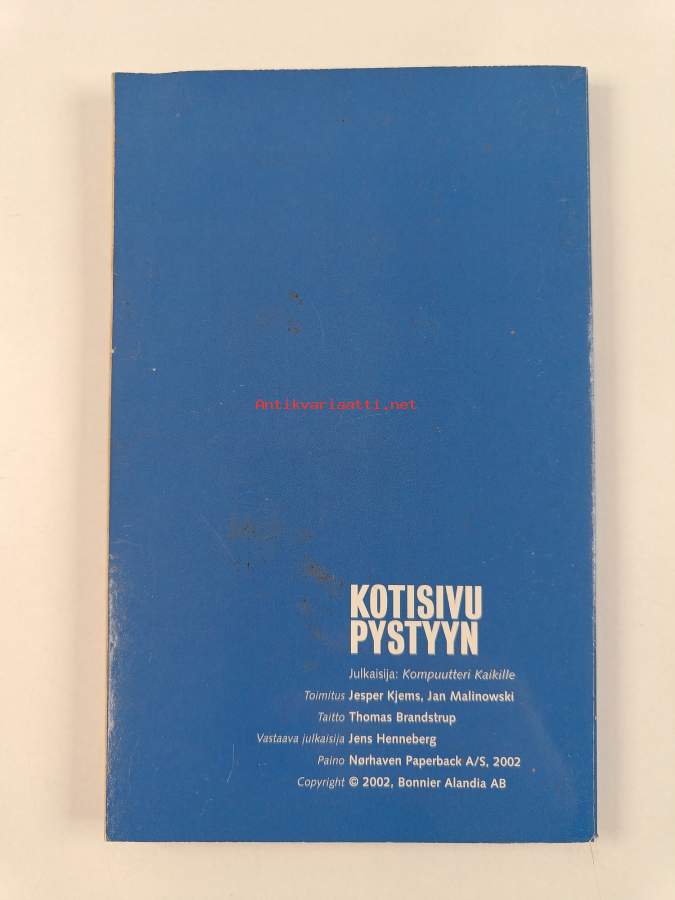 Antikvariaatti.net
KOTISIVU
PYSTYYN
Julkaisija: Kompuutteri Kaikille
Toimitus Jesper Kjems, Jan Malinowski
Taitto Thomas Brandstrup
Vastaava julkaisija Jens Henneberg
Paino Nørhaven Paperback A/S, 2002
Copyright © 2002, Bonnier Alandia AB